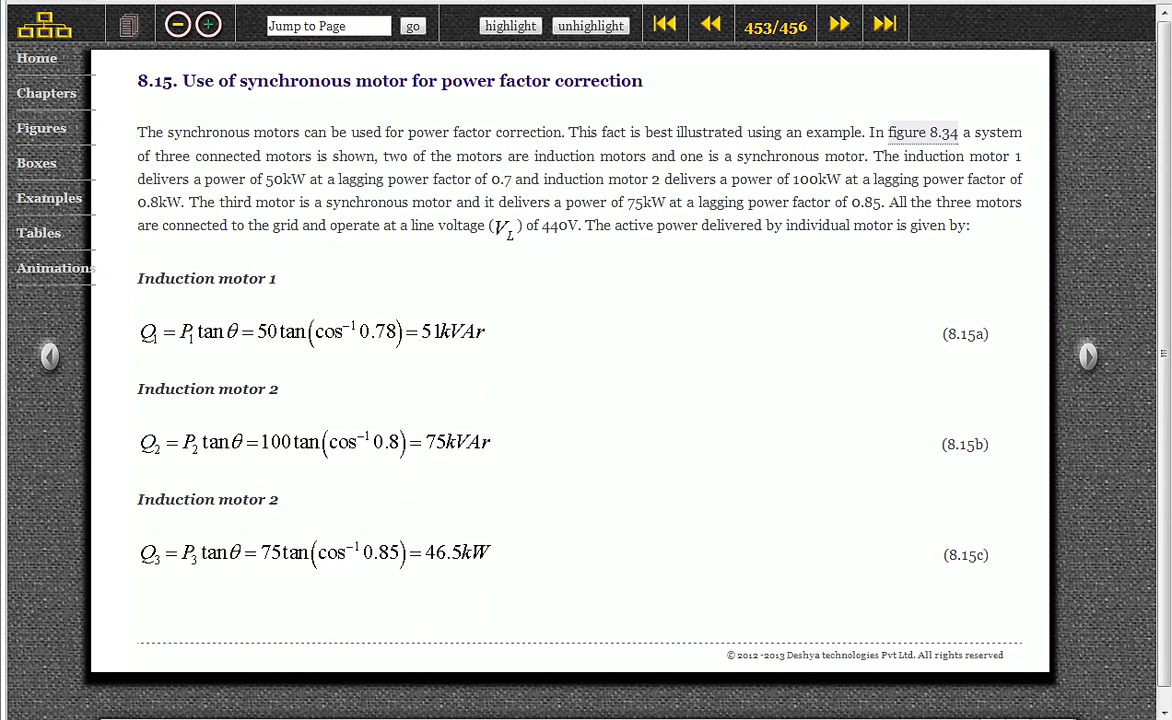 Jump to Page go highlight unhighlight 453/456
Home
Chapters
Figures
Boxes
Examples
Tables
Animations
8.15. Use of synchronous motor for power factor correction
The synchronous motors can be used for power factor correction. This fact is best illustrated using an example. In figure 8.34 a system
of three connected motors is shown, two of the motors are induction motors and one is a synchronous motor. The induction motor 1
delivers a power of 50kW at a lagging power factor of 0.7 and induction motor 2 delivers a power of 100kW at a lagging power factor of
0.8kW. The third motor is a synchronous motor and it delivers a power of 75kW at a lagging power factor of 0.85. All the three motors
are connected to the grid and operate at a line voltage (V_L) of 440V. The active power delivered by individual motor is given by:
Induction motor 1
Q₁ = P₁ tan θ = 50 tan(cos⁻¹ 0.78) = 51kVAr (8.15a)
Induction motor 2
Q₂ = P₂ tan θ = 100 tan(cos⁻¹ 0.8) = 75kVAr (8.15b)
Induction motor 2
Q₃ = P₃ tan θ = 75 tan(cos⁻¹ 0.85) = 46.5kW (8.15c)
© 2012 -2013 Deshya technologies Pvt Ltd. All rights reserved